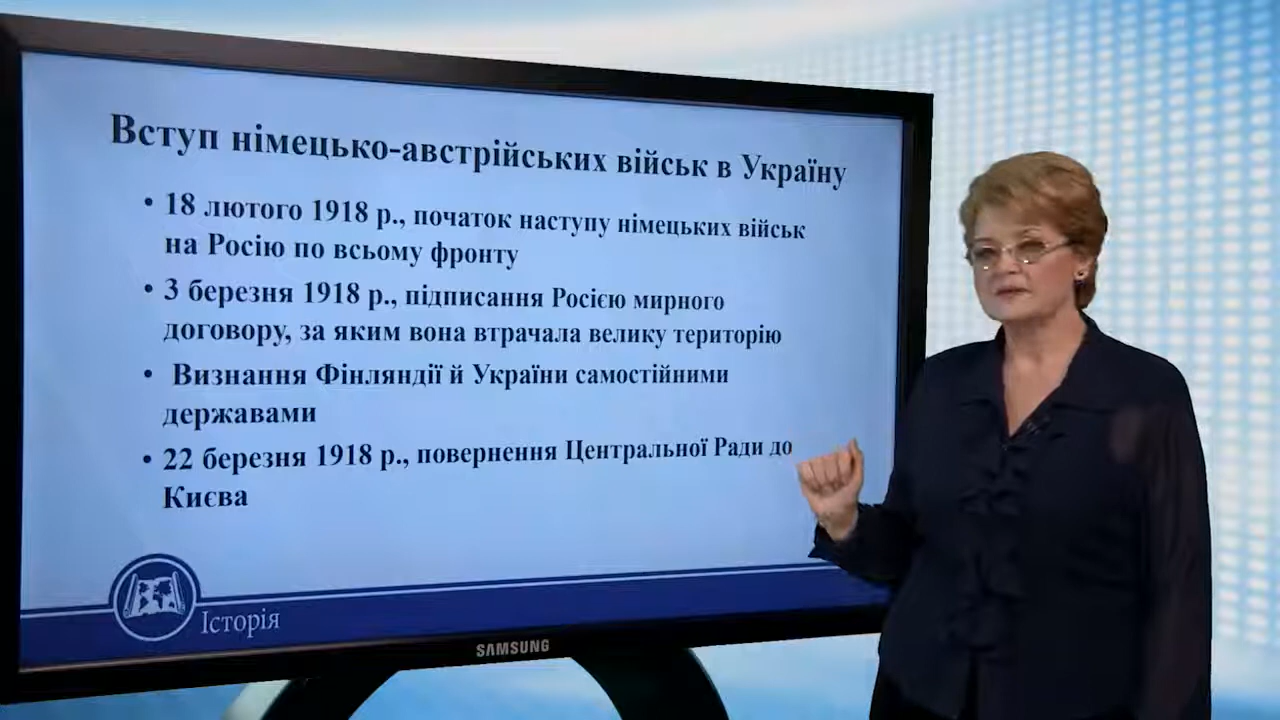 Вступ німецько-австрійських військ в Україну
• 18 лютого 1918 р., початок наступу німецьких військ
на Росію по всьому фронту
• 3 березня 1918 р., підписання Росією мирного
договору, за яким вона втрачала велику територію
• Визнання Фінляндії й України самостійними
державами
• 22 березня 1918 р., повернення Центральної Ради до
Києва
Історія
SAMSUNG